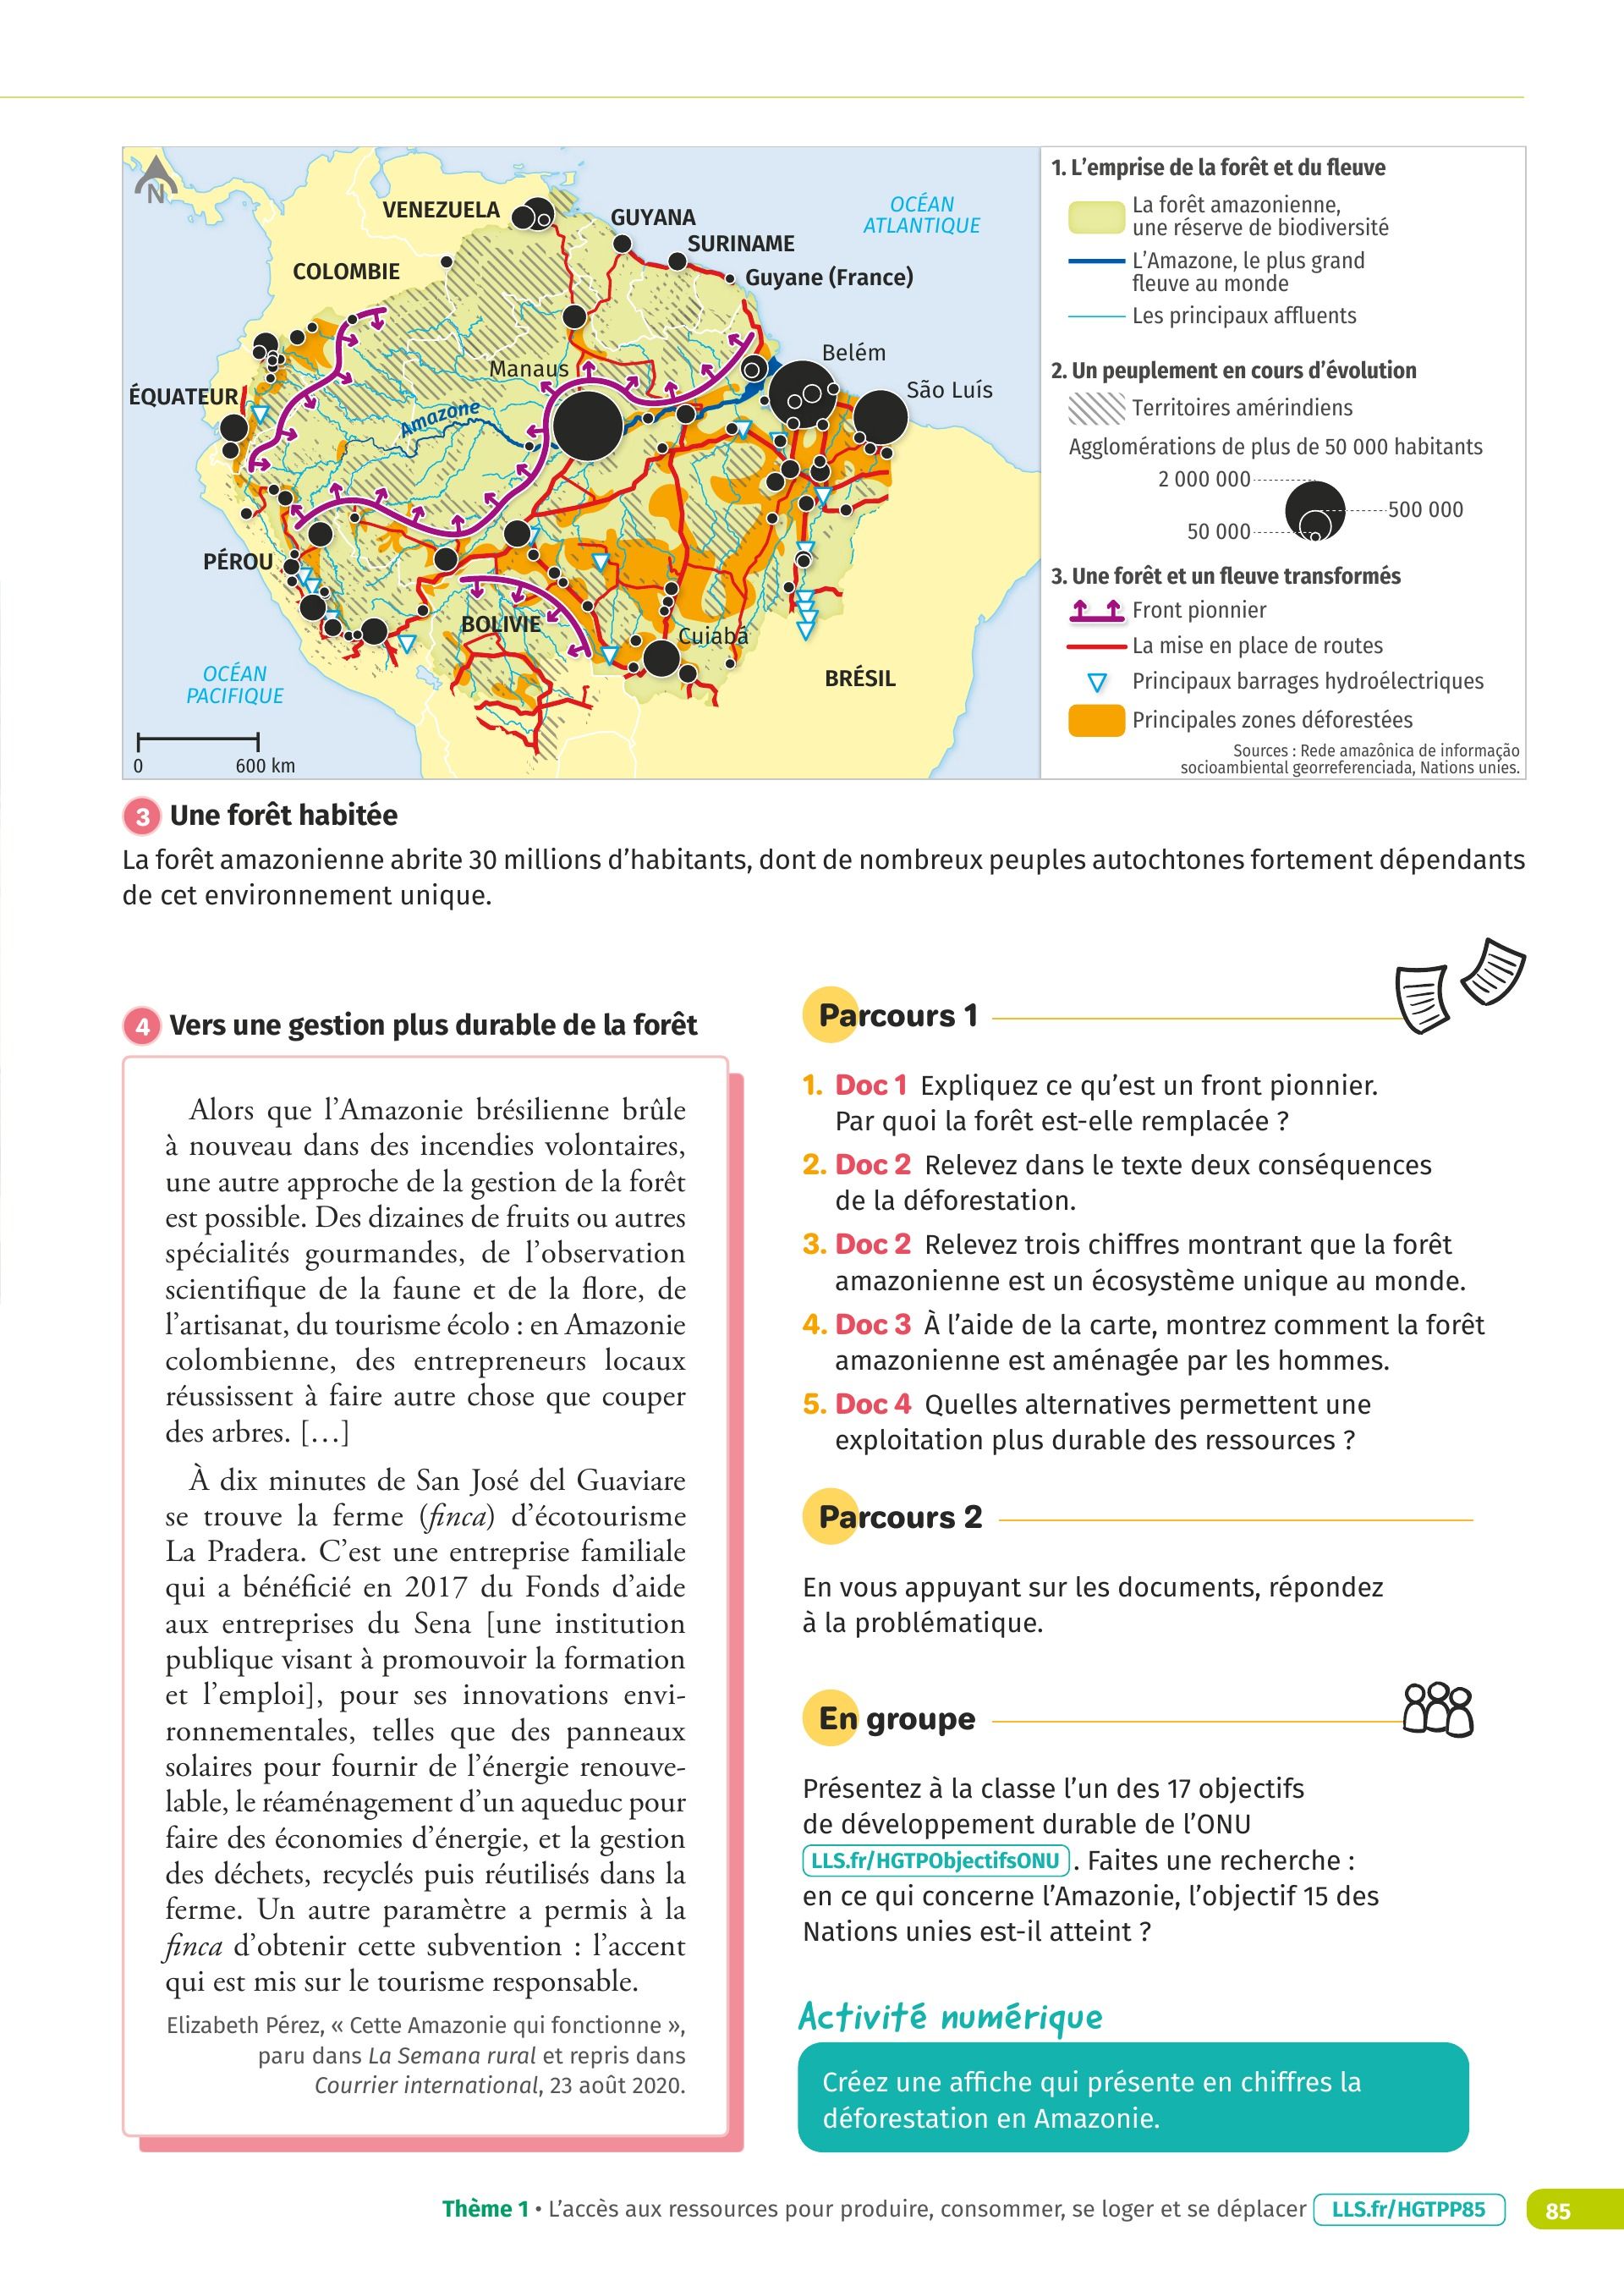 N
VENEZUELA
GUYANA
SURINAME
Guyane (France)
COLOMBIE
OCÉAN
ATLANTIQUE
Manaus
Belém
São Luís
ÉQUATEUR
Amazone
PÉROU
BOLIVIE
Cuiabá
BRÉSIL
OCÉAN
PACIFIQUE
0
600 km
1. L’emprise de la forêt et du fleuve
La forêt amazonienne,
une réserve de biodiversité
L’Amazone, le plus grand
fleuve au monde
Les principaux affluents
2. Un peuplement en cours d’évolution
Territoires amérindiens
Agglomérations de plus de 50 000 habitants
2 000 000
500 000
50 000
3. Une forêt et un fleuve transformés
Front pionnier
La mise en place de routes
Principaux barrages hydroélectriques
Principales zones déforestées
Sources : Rede amazônica de informação
socioambiental georreferenciada, Nations unies.
3 Une forêt habitée
La forêt amazonienne abrite 30 millions d’habitants, dont de nombreux peuples autochtones fortement dépendants
de cet environnement unique.
4 Vers une gestion plus durable de la forêt
Alors que l’Amazonie brésilienne brûle
à nouveau dans des incendies volontaires,
une autre approche de la gestion de la forêt
est possible. Des dizaines de fruits ou autres
spécialités gourmandes, de l’observation
scientifique de la faune et de la flore, de
l’artisanat, du tourisme écolo : en Amazonie
colombienne, des entrepreneurs locaux
réussissent à faire autre chose que couper
des arbres. […]
À dix minutes de San José del Guaviare
se trouve la ferme (finca) d’écotourisme
La Pradera. C’est une entreprise familiale
qui a bénéficié en 2017 du Fonds d’aide
aux entreprises du Sena [une institution
publique visant à promouvoir la formation
et l’emploi], pour ses innovations envi-
ronnementales, telles que des panneaux
solaires pour fournir de l’énergie renouve-
lable, le réaménagement d’un aqueduc pour
faire des économies d’énergie, et la gestion
des déchets, recyclés puis réutilisés dans la
ferme. Un autre paramètre a permis à la
finca d’obtenir cette subvention : l’accent
qui est mis sur le tourisme responsable.
Elizabeth Pérez, « Cette Amazonie qui fonctionne »,
paru dans La Semana rural et repris dans
Courrier international, 23 août 2020.
Parcours 1
1. Doc 1 Expliquez ce qu’est un front pionnier.
Par quoi la forêt est-elle remplacée ?
2. Doc 2 Relevez dans le texte deux conséquences
de la déforestation.
3. Doc 2 Relevez trois chiffres montrant que la forêt
amazonienne est un écosystème unique au monde.
4. Doc 3 À l’aide de la carte, montrez comment la forêt
amazonienne est aménagée par les hommes.
5. Doc 4 Quelles alternatives permettent une
exploitation plus durable des ressources ?
Parcours 2
En vous appuyant sur les documents, répondez
à la problématique.
En groupe
Présentez à la classe l’un des 17 objectifs
de développement durable de l’ONU
LLS.fr/HGTPObjectifsONU . Faites une recherche :
en ce qui concerne l’Amazonie, l’objectif 15 des
Nations unies est-il atteint ?
Activité numérique
Créez une affiche qui présente en chiffres la
déforestation en Amazonie.
Thème 1 • L’accès aux ressources pour produire, consommer, se loger et se déplacer LLS.fr/HGTPP85 85